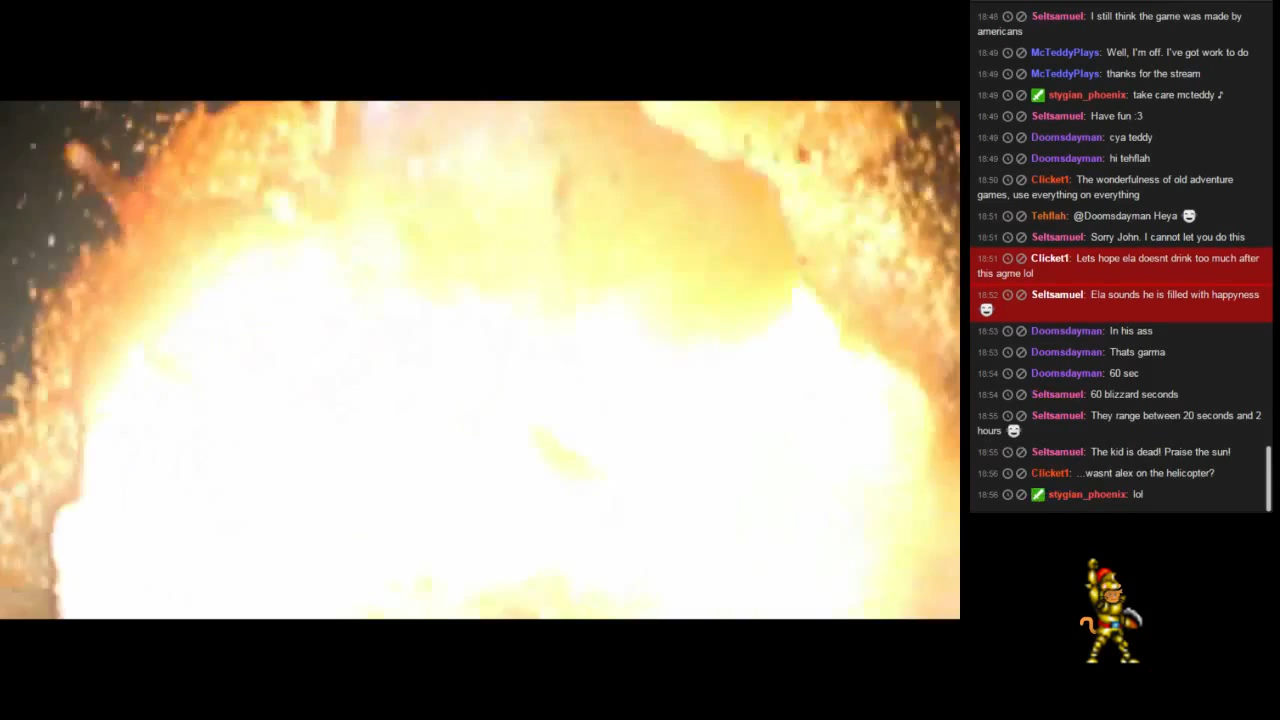 18:48 Seltsamuel: I still think the game was made by
americans
18:49 McTeddyPlays: Well, I'm off. I've got work to do
18:49 McTeddyPlays: thanks for the stream
18:49 stygian_phoenix: take care mcteddy ♪
18:49 Seltsamuel: Have fun :3
18:49 Doomsdayman: cya teddy
18:49 Doomsdayman: hi tehflah
18:50 Clicket1: The wonderfulness of old adventure
games, use everything on everything
18:51 Tehflah: @Doomsdayman Heya
18:51 Seltsamuel: Sorry John. I cannot let you do this
18:51 Clicket1: Lets hope ela doesnt drink too much after
this agme lol
18:52 Seltsamuel: Ela sounds he is filled with happyness
18:53 Doomsdayman: In his ass
18:53 Doomsdayman: Thats garma
18:54 Doomsdayman: 60 sec
18:54 Seltsamuel: 60 blizzard seconds
18:55 Seltsamuel: They range between 20 seconds and 2
hours
18:55 Seltsamuel: The kid is dead! Praise the sun!
18:56 Clicket1: ...wasnt alex on the helicopter?
18:56 stygian_phoenix: lol